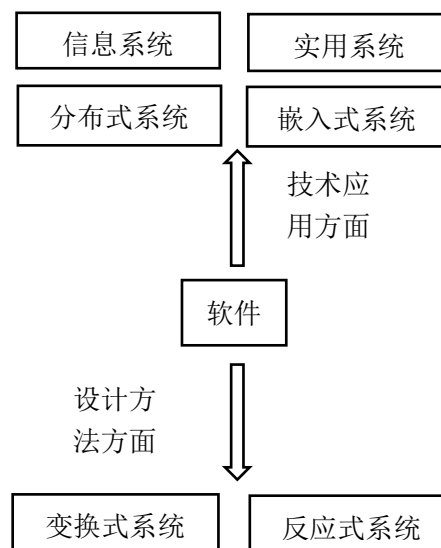 信息系统
实用系统
分布式系统
嵌入式系统
技术应
用方面
软件
设计方
法方面
变换式系统
反应式系统